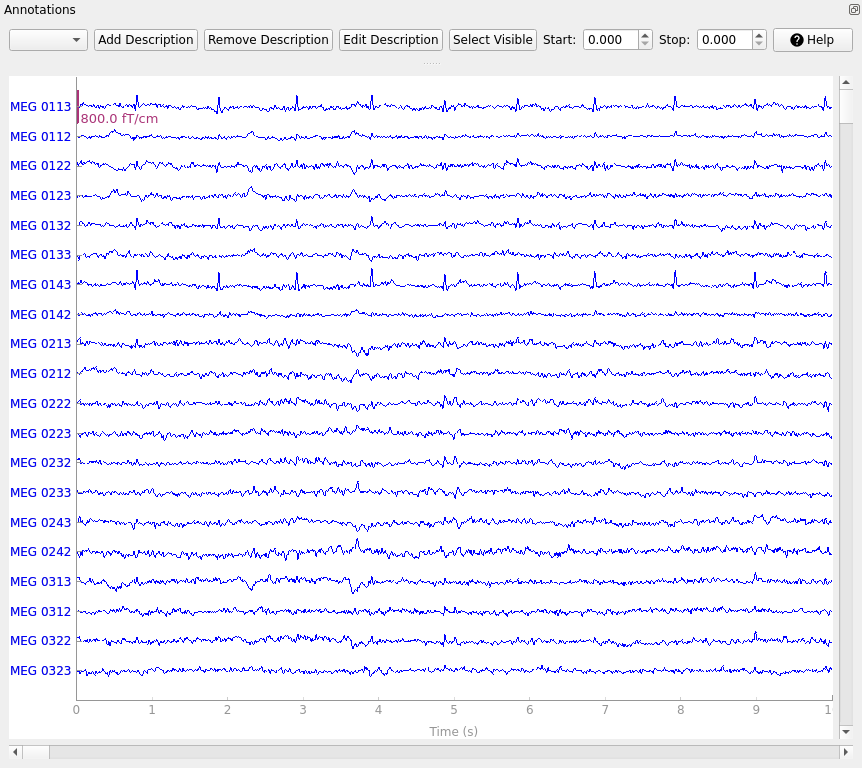 Annotations
Add Description Remove Description Edit Description Select Visible Start: 0.000 Stop: 0.000 Help
MEG 0113
800.0 fT/cm
MEG 0112
MEG 0122
MEG 0123
MEG 0132
MEG 0133
MEG 0143
MEG 0142
MEG 0213
MEG 0212
MEG 0222
MEG 0223
MEG 0232
MEG 0233
MEG 0243
MEG 0242
MEG 0313
MEG 0312
MEG 0322
MEG 0323
0 1 2 3 4 5 6 7 8 9 1
Time (s)